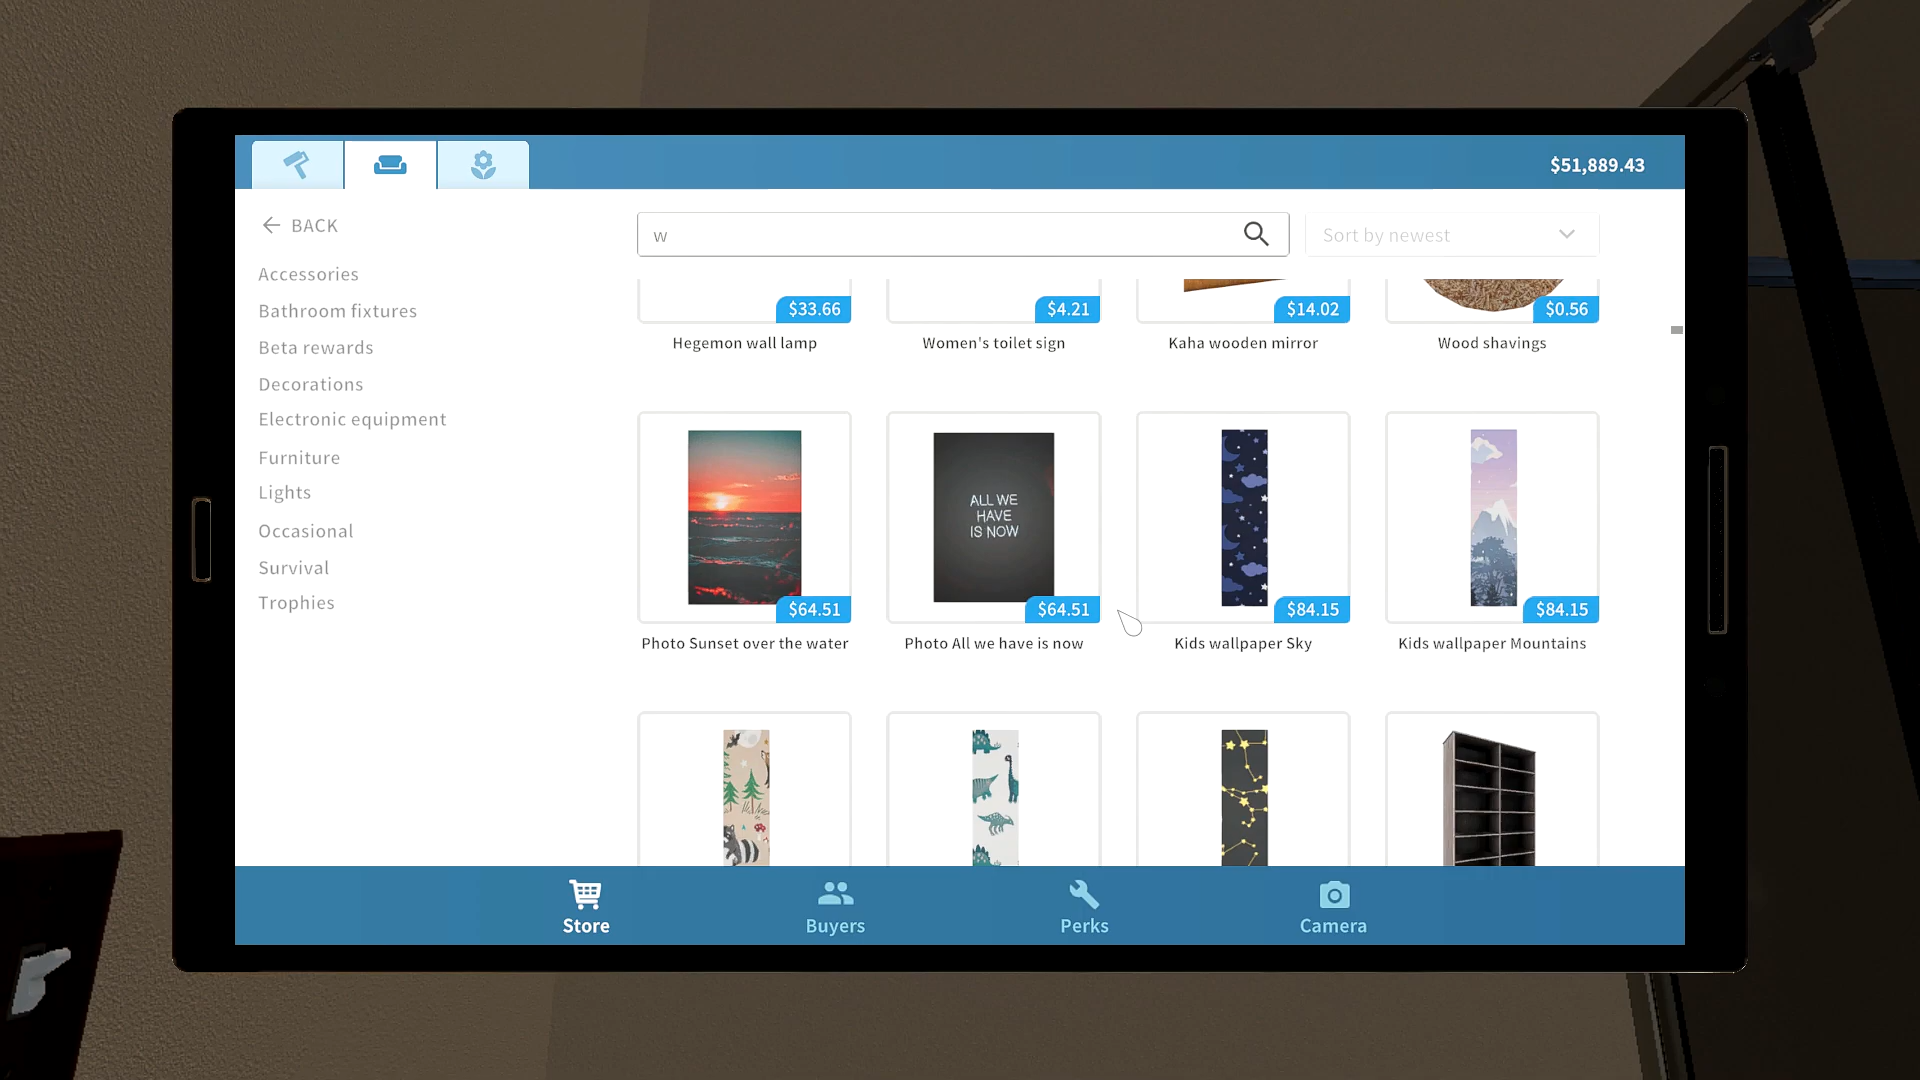 $51,889.43
BACK
w
Sort by newest
Accessories
Bathroom fixtures
Beta rewards
Decorations
Electronic equipment
Furniture
Lights
Occasional
Survival
Trophies
$33.66
$4.21
$14.02
$0.56
Hegemon wall lamp
Women's toilet sign
Kaha wooden mirror
Wood shavings
ALL WE
HAVE
IS NOW
$64.51
$64.51
$84.15
$84.15
Photo Sunset over the water
Photo All we have is now
Kids wallpaper Sky
Kids wallpaper Mountains
Store
Buyers
Perks
Camera